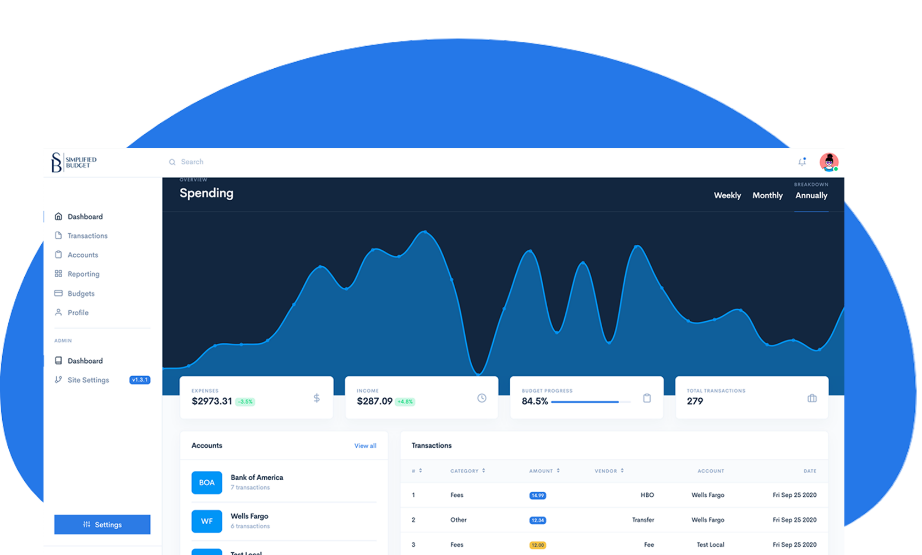 SB SIMPLIFIED
BUDGET
Search
Dashboard
Transactions
Accounts
Reporting
Budgets
Profile
ADMIN
Dashboard
Site Settings v1.3.1
Settings
OVERVIEW
Spending
BREAKDOWN
Weekly Monthly Annually
EXPENSES
$2973.31 -3.5%
INCOME
$287.09 +4.5%
BUDGET PROGRESS
84.5%
TOTAL TRANSACTIONS
279
Accounts View all
BOA Bank of America
7 transactions
WF Wells Fargo
6 transactions
Test Local
Transactions
# CATEGORY AMOUNT VENDOR ACCOUNT DATE
1 Fees 14.99 HBO Wells Fargo Fri Sep 25 2020
2 Other 12.34 Transfer Wells Fargo Fri Sep 25 2020
3 Fees 12.00 Fee Test Local Fri Sep 25 2020